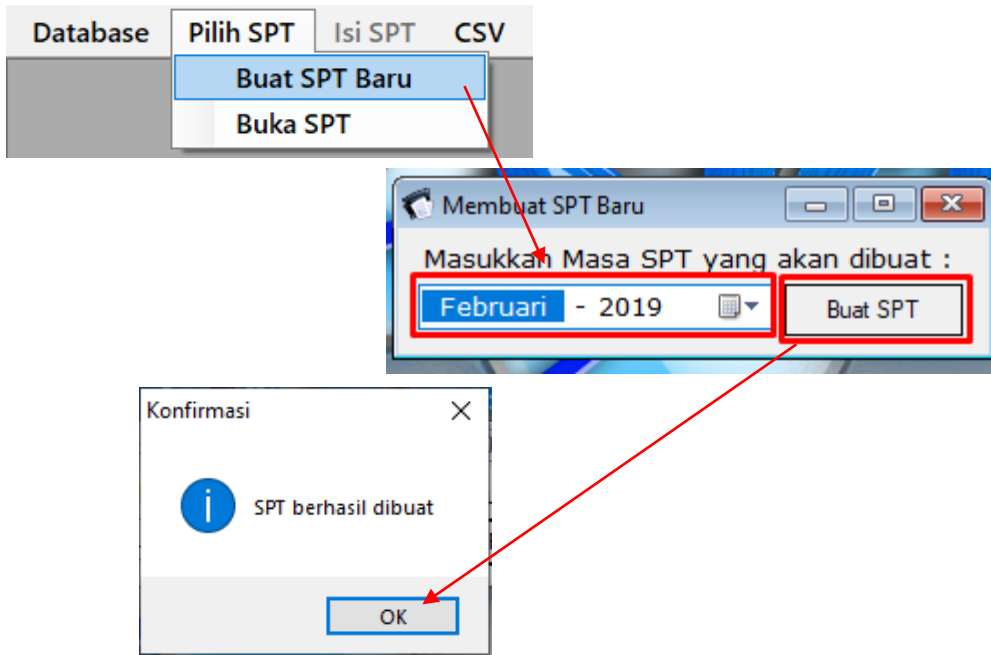 Database Pilih SPT Isi SPT CSV
Buat SPT Baru
Buka SPT
Membuat SPT Baru
Masukkan Masa SPT yang akan dibuat :
Februari - 2019
Buat SPT
Konfirmasi
SPT berhasil dibuat
OK